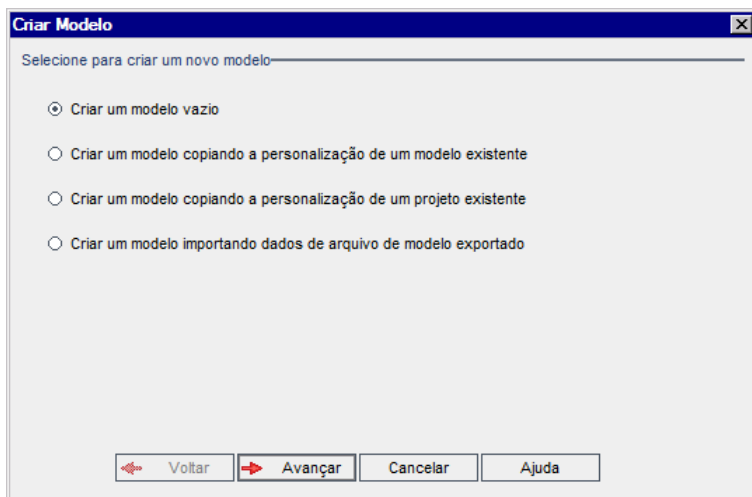 Criar Modelo
Selecione para criar um novo modelo
Criar um modelo vazio
Criar um modelo copiando a personalização de um modelo existente
Criar um modelo copiando a personalização de um projeto existente
Criar um modelo importando dados de arquivo de modelo exportado
Voltar Avançar Cancelar Ajuda